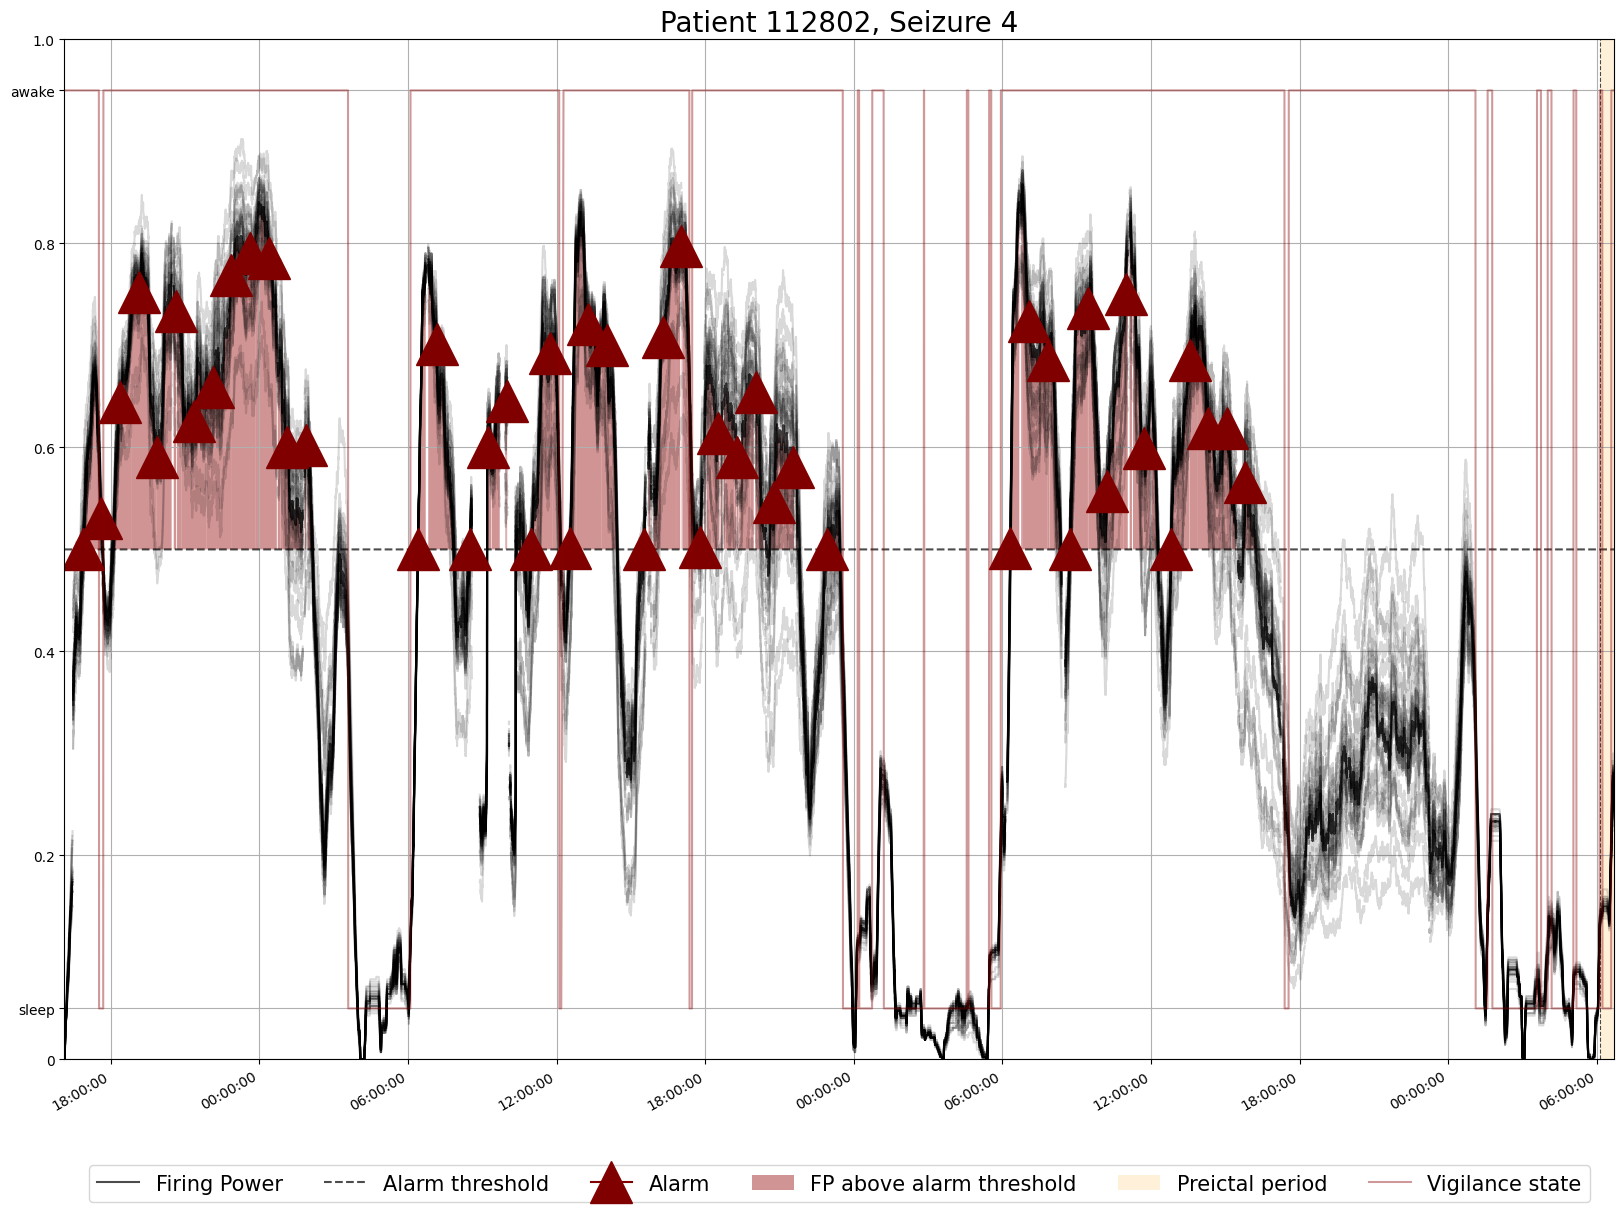 Patient 112802, Seizure 4
1.0
awake
0.8
0.6
0.4
0.2
sleep
0
18:00:00 00:00:00 06:00:00 12:00:00 18:00:00 00:00:00 06:00:00 12:00:00 18:00:00 00:00:00 06:00:00
Firing Power Alarm threshold Alarm FP above alarm threshold Preictal period Vigilance state